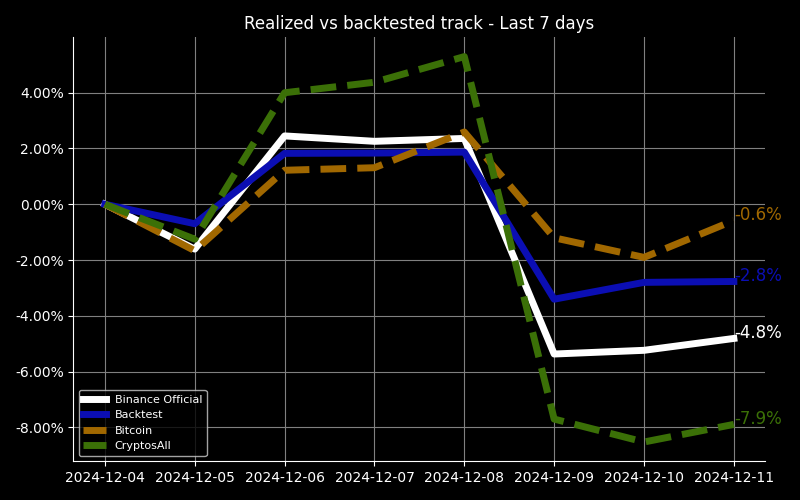 Realized vs backtested track - Last 7 days
4.00%
2.00%
0.00%
-2.00%
-4.00%
-6.00%
-8.00%
-0.6%
-2.8%
-4.8%
-7.9%
Binance Official
Backtest
Bitcoin
CryptosAll
2024-12-04 2024-12-05 2024-12-06 2024-12-07 2024-12-08 2024-12-09 2024-12-10 2024-12-11